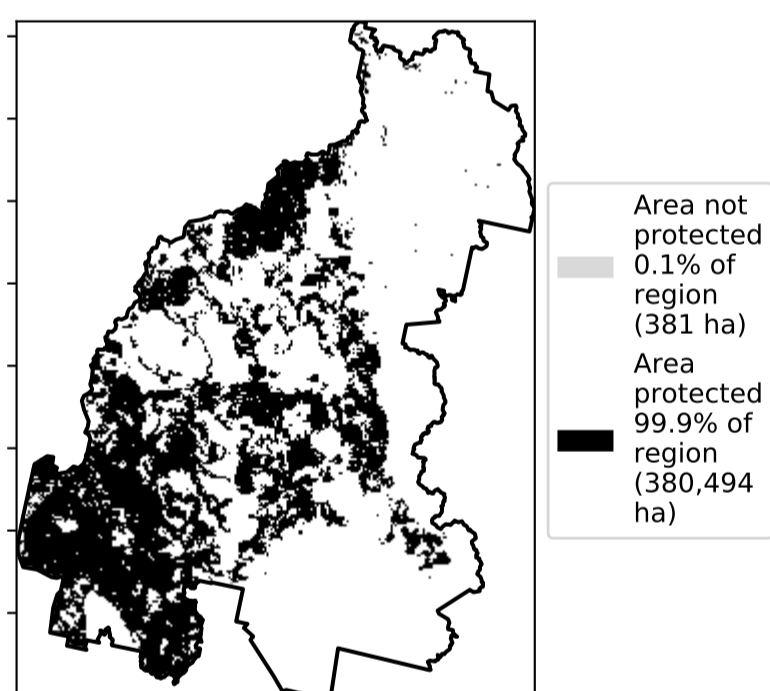 Area not
protected
0.1% of
region
(381 ha)
Area
protected
99.9% of
region
(380,494
ha)